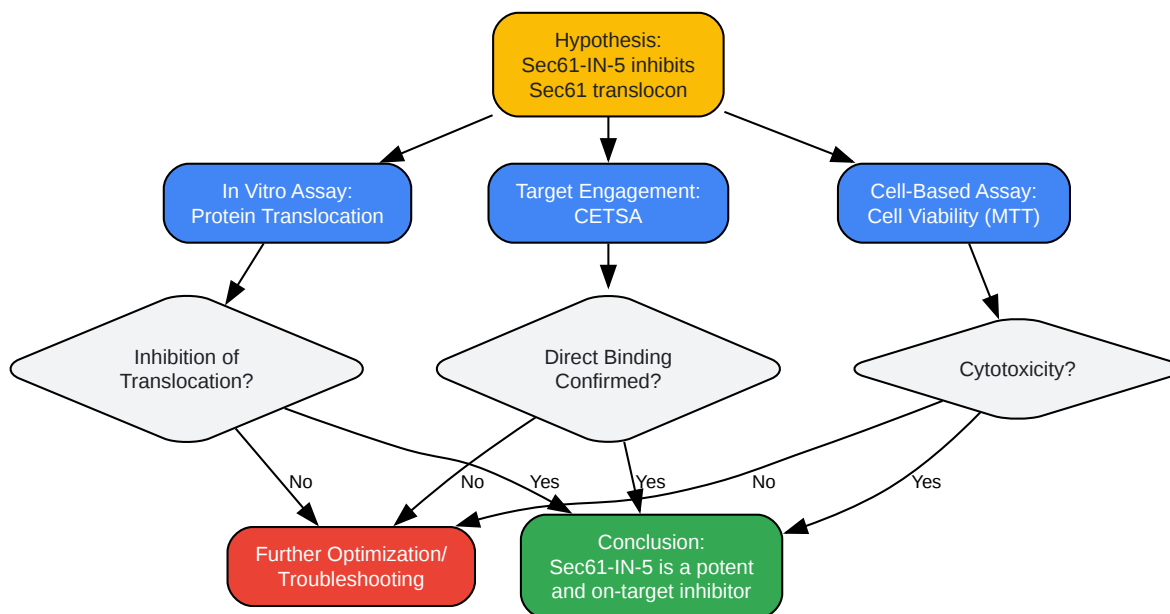 Hypothesis:
Sec61-IN-5 inhibits
Sec61 translocon
In Vitro Assay:
Protein Translocation
Target Engagement:
CETSA
Cell-Based Assay:
Cell Viability (MTT)
Inhibition of
Translocation?
Direct Binding
Confirmed?
Cytotoxicity?
No
Yes
No
Yes
No
Yes
Further Optimization/
Troubleshooting
Conclusion:
Sec61-IN-5 is a potent
and on-target inhibitor